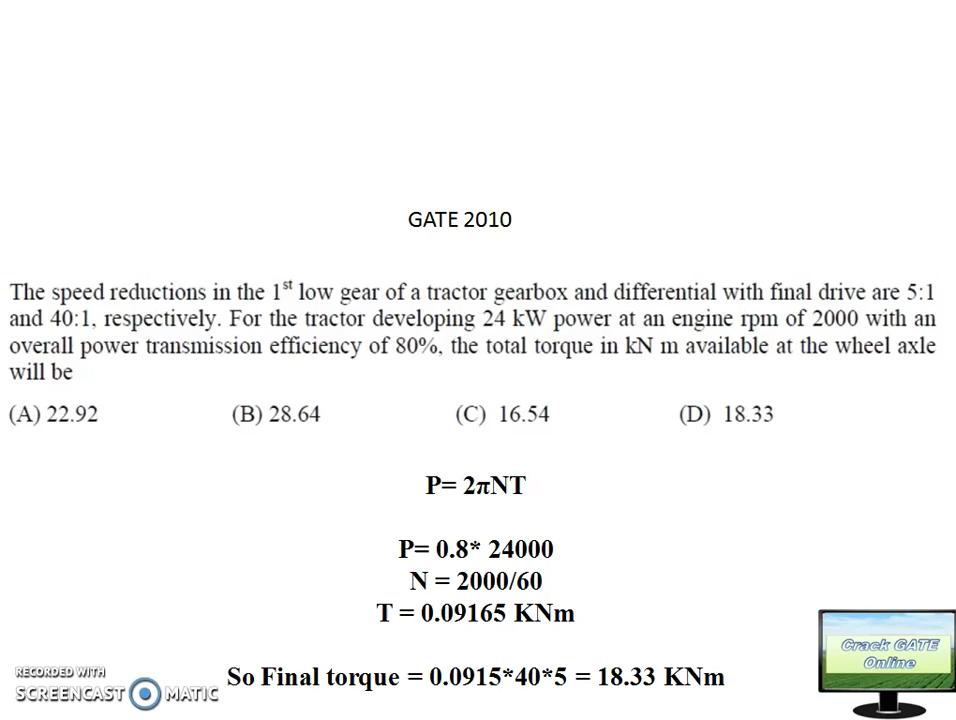 GATE 2010
The speed reductions in the 1st low gear of a tractor gearbox and differential with final drive are 5:1
and 40:1, respectively. For the tractor developing 24 kW power at an engine rpm of 2000 with an
overall power transmission efficiency of 80%, the total torque in kN m available at the wheel axle
will be
(A) 22.92 (B) 28.64 (C) 16.54 (D) 18.33
P= 2πNT
P= 0.8* 24000
N = 2000/60
T = 0.09165 KNm
So Final torque = 0.0915*40*5 = 18.33 KNm
Crack GATE
Online
RECORDED WITH
SCREENCAST MATIC